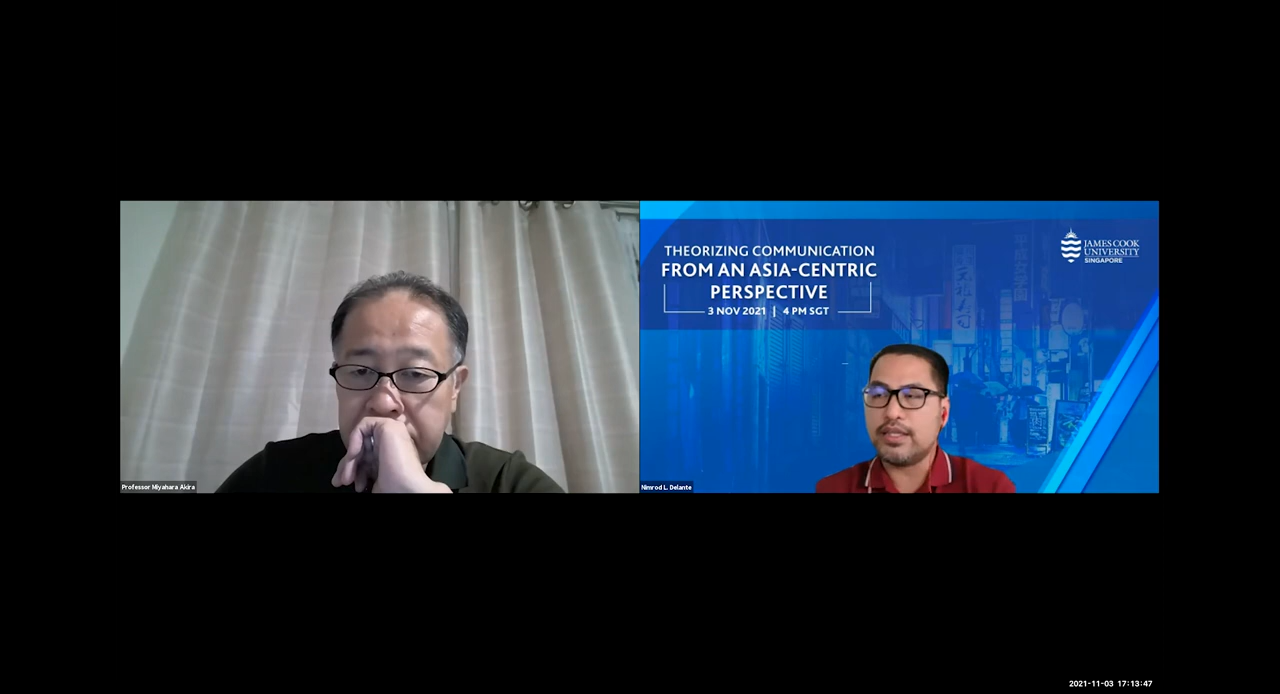 THEORIZING COMMUNICATION
FROM AN ASIA-CENTRIC
PERSPECTIVE
3 NOV 2021 | 4 PM SGT
JAMES COOK
UNIVERSITY
SINGAPORE
Professor Miyahara Akira
Nimrod L. Delante
2021-11-03 17:13:47